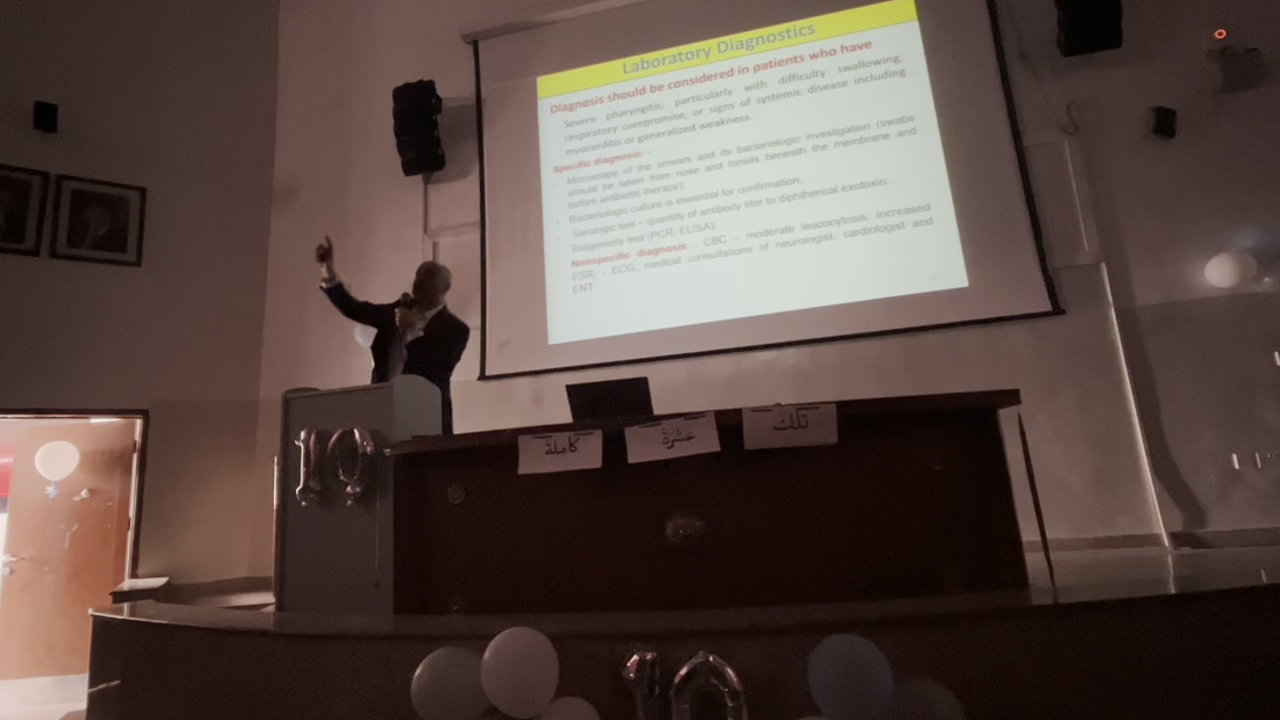 Laboratory Diagnostics
Diagnosis should be considered in patients who have
Severe pharyngitis, particularly with difficulty swallowing,
respiratory compromise, or signs of systemic disease including
myocarditis or generalized weakness.
Specific diagnosis: -
- Microscopy of the smears and its bacteriologic investigation (swabs
should be taken from nose and tonsils beneath the membrane and
before antibiotic therapy);
- Bacteriologic culture is essential for confirmation;
- Serologic test – quantity of antibody titer to diphtherical exotoxin;
- Toxigenicity test (PCR, ELISA);
- Nonspecific diagnosis - CBC - moderate leucocytosis, increased
ESR; - ECG, medical consultations of neurologist, cardiologist and
ENT.
تلك
عشرة
كاملة
10
10